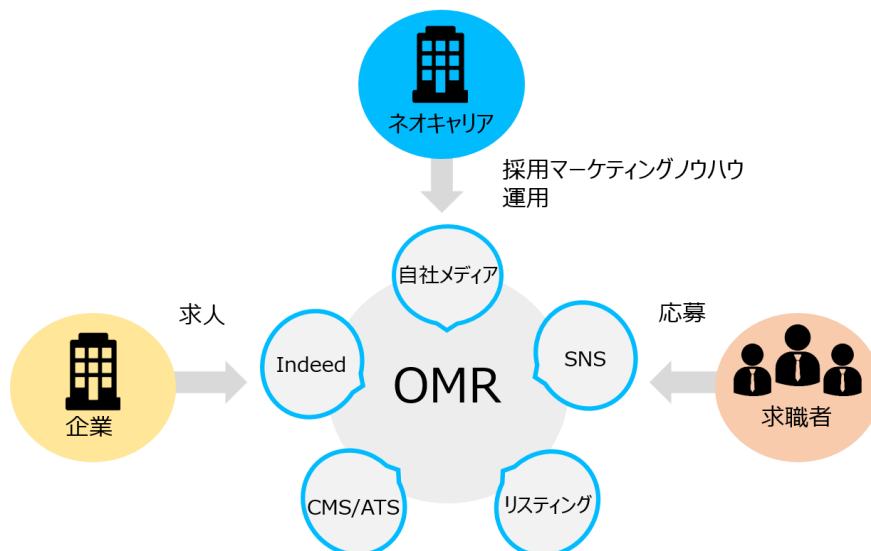 ネオキャリア
採用マーケティングノウハウ
運用
自社メディア
求人
応募
Indeed
SNS
OMR
企業
求職者
CMS/ATS
リスティング